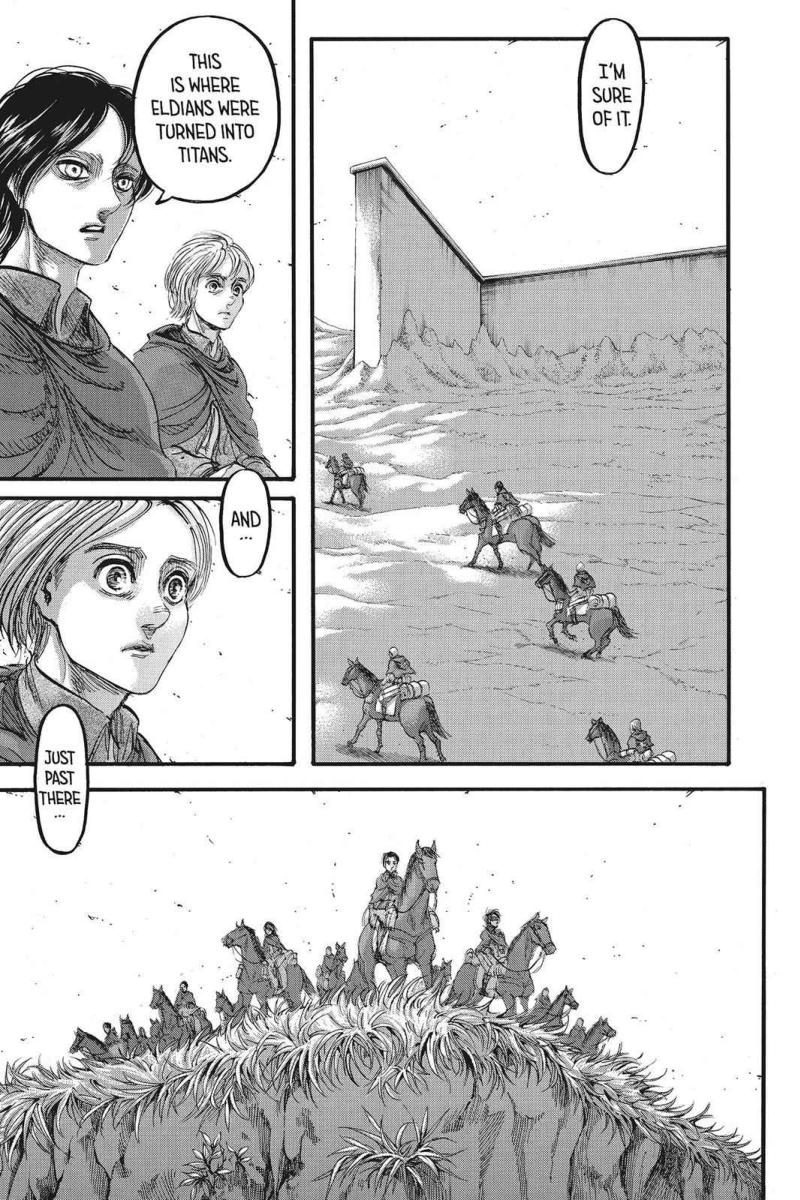 I'M
SURE
OF IT.
THIS
IS WHERE
ELDIANS WERE
TURNED INTO
TITANS.
AND
...
JUST
PAST
THERE
...